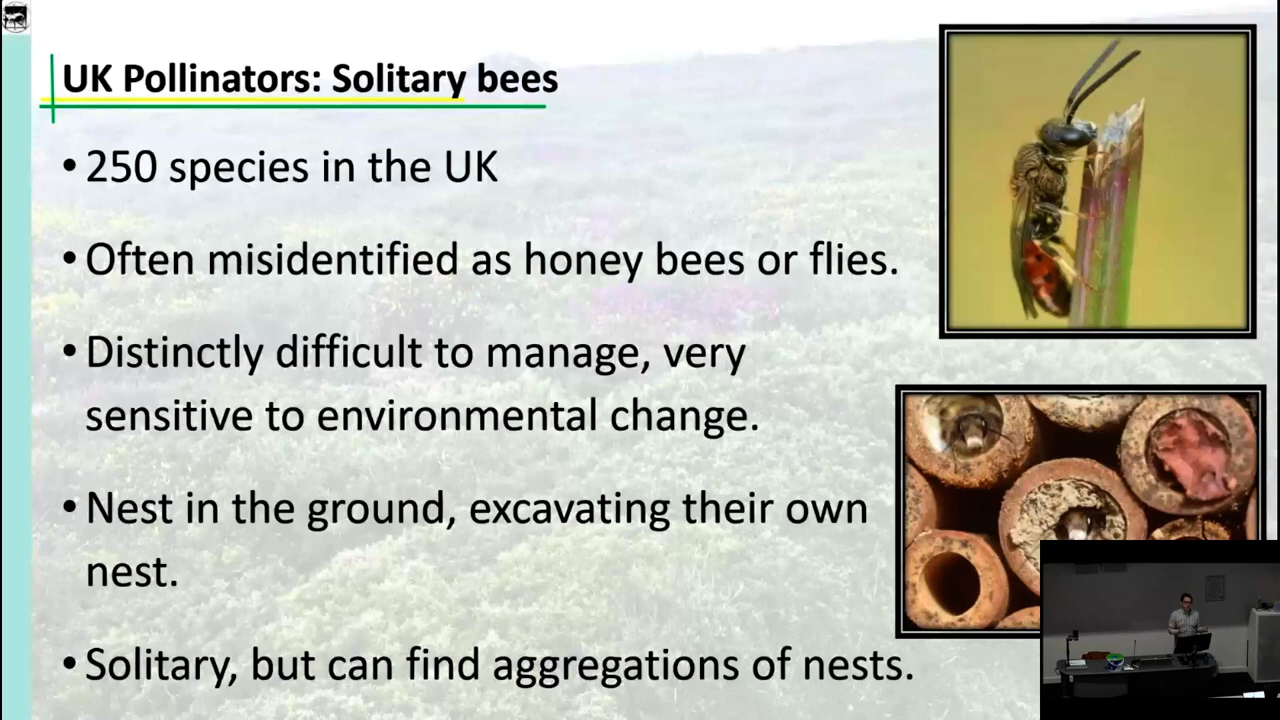 UK Pollinators: Solitary bees
• 250 species in the UK
• Often misidentified as honey bees or flies.
• Distinctly difficult to manage, very
sensitive to environmental change.
• Nest in the ground, excavating their own
nest.
• Solitary, but can find aggregations of nests.